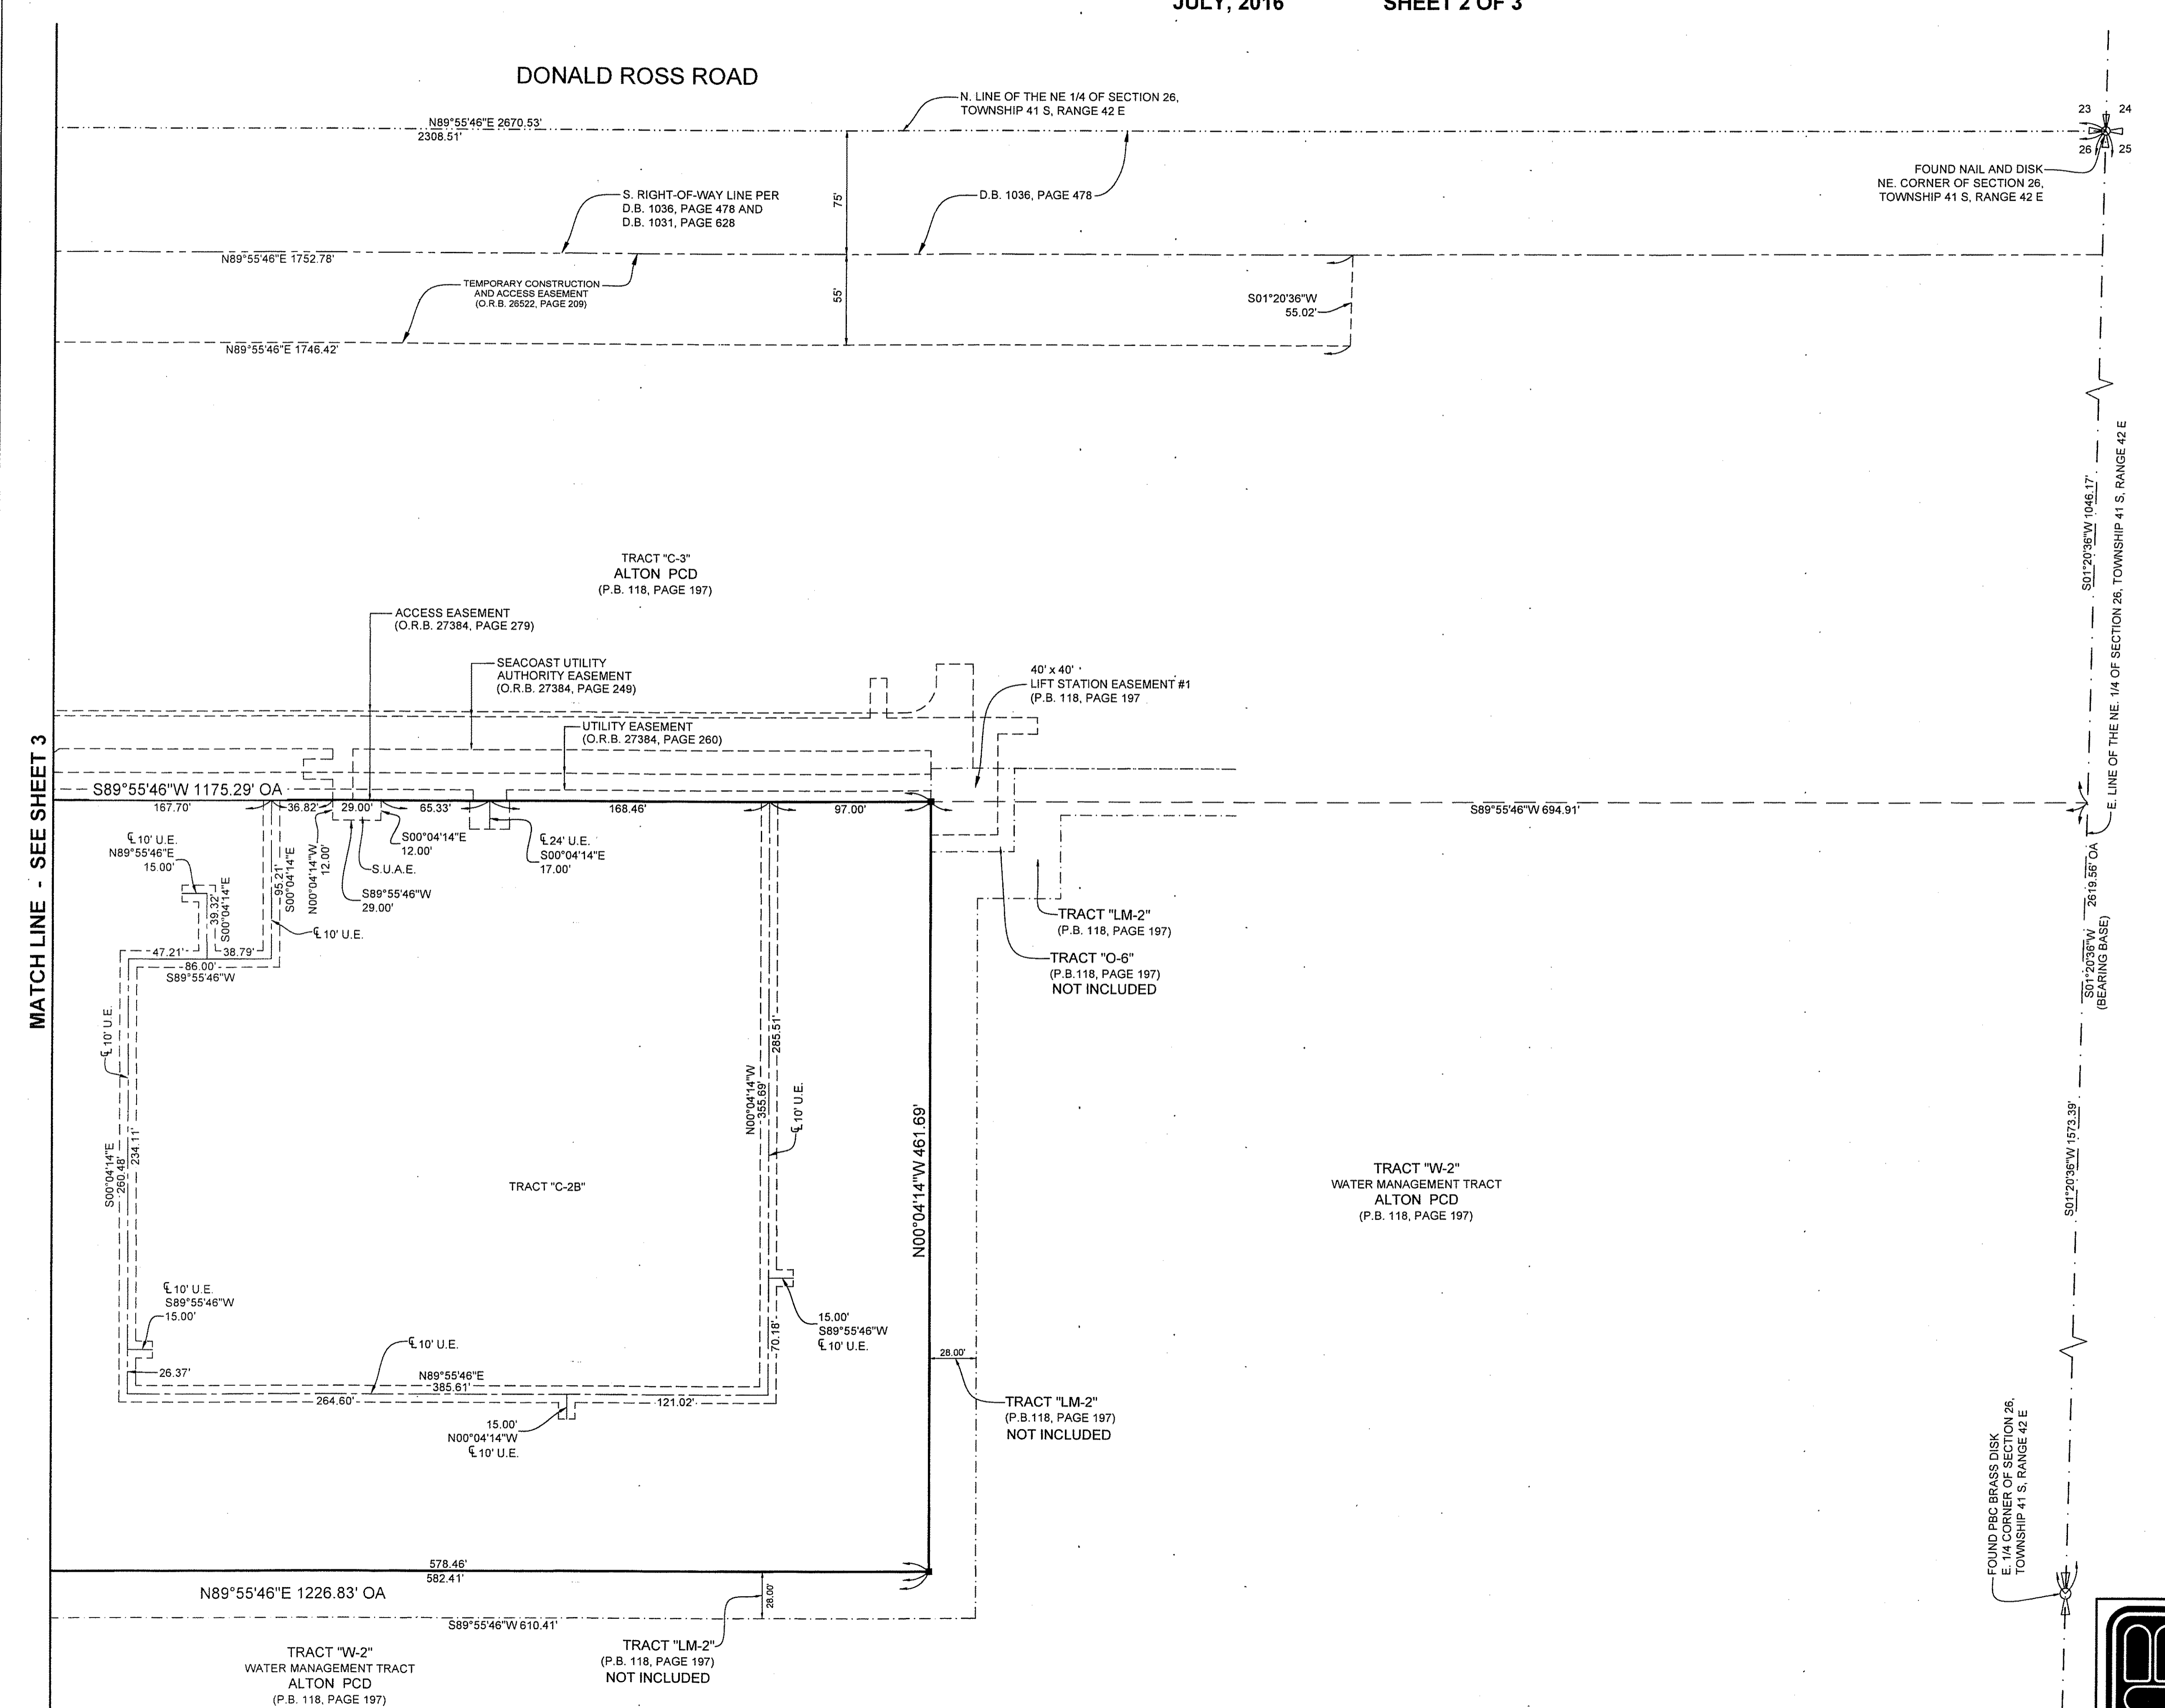 JULY, 2016
SHEET 2 OF 3
DONALD ROSS ROAD
N. LINE OF THE NE 1/4 OF SECTION 26,
TOWNSHIP 41 S, RANGE 42 E
N89°55'46"E 2670.53'
2308.51'
23
24
26
25
FOUND NAIL AND DISK
NE. CORNER OF SECTION 26,
TOWNSHIP 41 S, RANGE 42 E
S. RIGHT-OF-WAY LINE PER
D.B. 1036, PAGE 478 AND
D.B. 1031, PAGE 628
75'
D.B. 1036, PAGE 478
N89°55'46"E 1752.78'
TEMPORARY CONSTRUCTION
AND ACCESS EASEMENT
(O.R.B. 26522, PAGE 209)
55'
S01°20'36"W
55.02'
N89°55'46"E 1746.42'
S01°20'36"W 1046.17'
E. LINE OF THE NE. 1/4 OF SECTION 26, TOWNSHIP 41 S, RANGE 42 E
TRACT "C-3"
ALTON PCD
(P.B. 118, PAGE 197)
ACCESS EASEMENT
(O.R.B. 27384, PAGE 279)
SEACOAST UTILITY
AUTHORITY EASEMENT
(O.R.B. 27384, PAGE 249)
UTILITY EASEMENT
(O.R.B. 27384, PAGE 260)
40' x 40'
LIFT STATION EASEMENT #1
(P.B. 118, PAGE 197
MATCH LINE - SEE SHEET 3
S89°55'46"W 1175.29' OA
167.70'
36.82'
29.00'
65.33'
168.46'
97.00'
S89°55'46"W 694.91'
℄ 10' U.E.
N89°55'46"E
15.00'
39.32'
S00°04'14"E
95.21'
S00°04'14"E
N00°04'14"W
12.00'
S00°04'14"E
12.00'
S.U.A.E.
S89°55'46"W
29.00'
℄ 24' U.E.
S00°04'14"E
17.00'
℄ 10' U.E.
47.21'
38.79'
86.00'
S89°55'46"W
TRACT "LM-2"
(P.B. 118, PAGE 197)
TRACT "O-6"
(P.B.118, PAGE 197)
NOT INCLUDED
S01°20'36"W 2619.56' OA
(BEARING BASE)
℄ 10' U.E.
S00°04'14"E
260.48'
234.11'
N00°04'14"W
355.69'
285.51'
℄ 10' U.E.
N00°04'14"W 461.69'
TRACT "C-2B"
TRACT "W-2"
WATER MANAGEMENT TRACT
ALTON PCD
(P.B. 118, PAGE 197)
S01°20'36"W 1573.39'
℄ 10' U.E.
S89°55'46"W
15.00'
15.00'
S89°55'46"W
℄ 10' U.E.
70.18'
℄ 10' U.E.
26.37'
N89°55'46"E
385.61'
264.60'
121.02'
15.00'
N00°04'14"W
℄ 10' U.E.
28.00'
TRACT "LM-2"
(P.B.118, PAGE 197)
NOT INCLUDED
FOUND PBC BRASS DISK
E. 1/4 CORNER OF SECTION 26,
TOWNSHIP 41 S, RANGE 42 E
578.46'
582.41'
N89°55'46"E 1226.83' OA
28.00'
S89°55'46"W 610.41'
TRACT "LM-2"
(P.B. 118, PAGE 197)
NOT INCLUDED
TRACT "W-2"
WATER MANAGEMENT TRACT
ALTON PCD
(P.B. 118, PAGE 197)